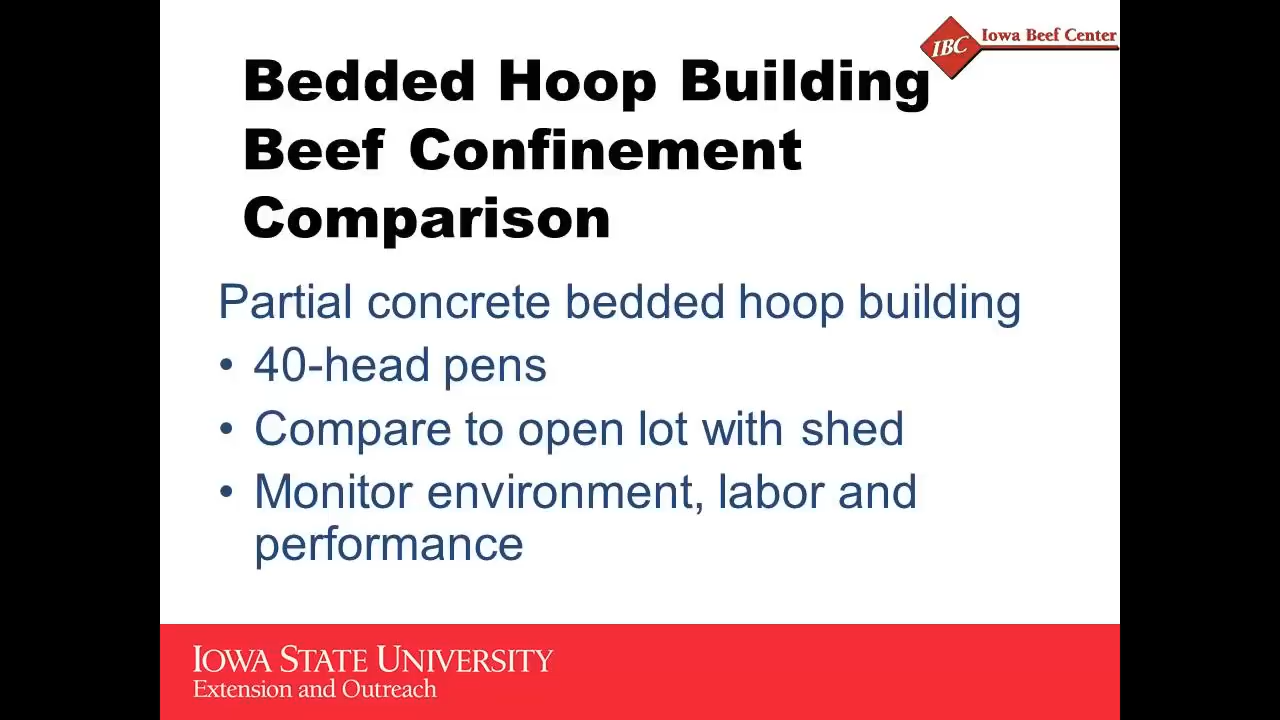 IBC Iowa Beef Center
Bedded Hoop Building
Beef Confinement
Comparison
Partial concrete bedded hoop building
• 40-head pens
• Compare to open lot with shed
• Monitor environment, labor and
performance
IOWA STATE UNIVERSITY
Extension and Outreach